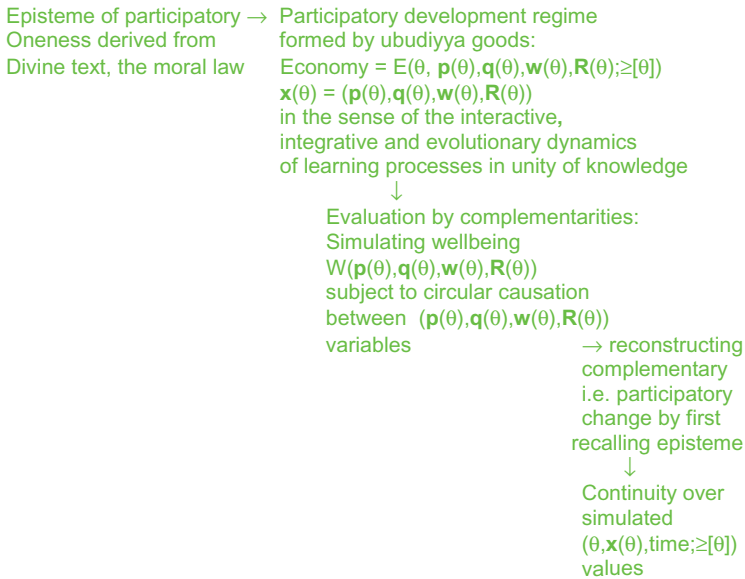 Episteme of participatory → Participatory development regime
Oneness derived from formed by ubudiyya goods:
Divine text, the moral law Economy = E(θ, p(θ),q(θ),w(θ),R(θ);≥[θ])
x(θ) = (p(θ),q(θ),w(θ),R(θ))
in the sense of the interactive,
integrative and evolutionary dynamics
of learning processes in unity of knowledge
↓
Evaluation by complementarities:
Simulating wellbeing
W(p(θ),q(θ),w(θ),R(θ))
subject to circular causation
between (p(θ),q(θ),w(θ),R(θ))
variables → reconstructing
complementary
i.e. participatory
change by first
recalling episteme
↓
Continuity over
simulated
(θ,x(θ),time;≥[θ])
values